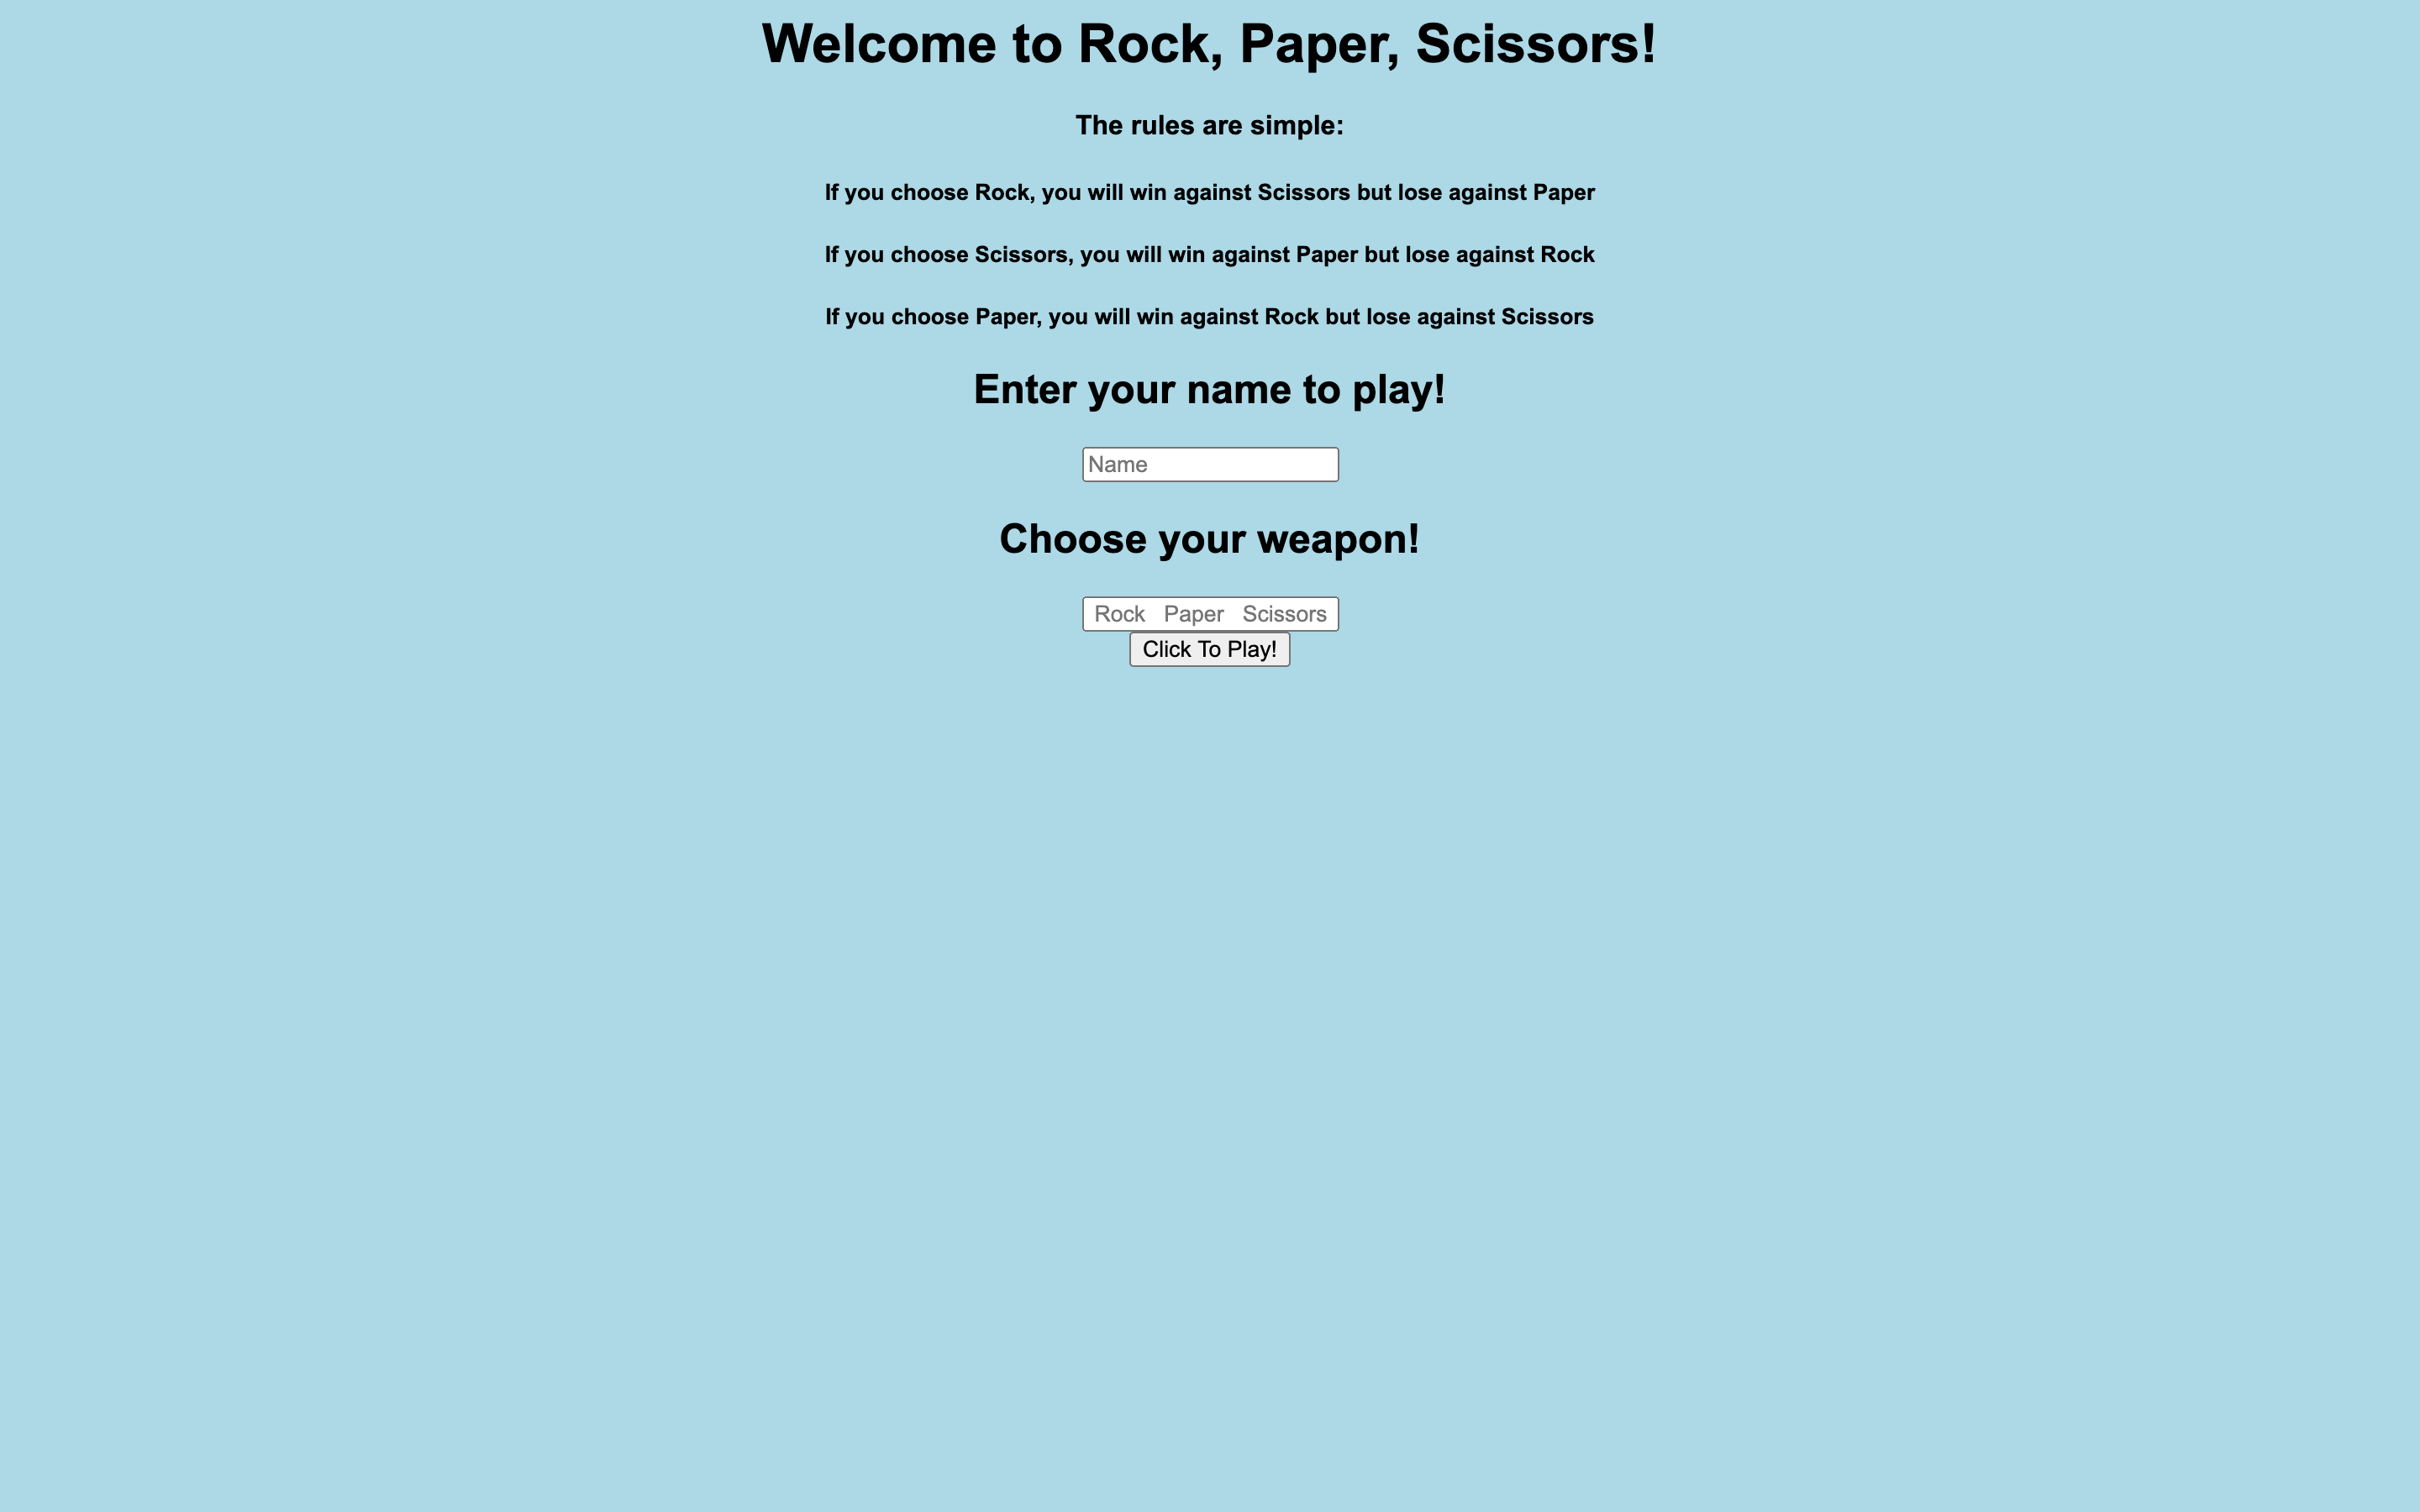 Welcome to Rock, Paper, Scissors!
The rules are simple:
If you choose Rock, you will win against Scissors but lose against Paper
If you choose Scissors, you will win against Paper but lose against Rock
If you choose Paper, you will win against Rock but lose against Scissors
Enter your name to play!
Name
Choose your weapon!
Rock Paper Scissors
Click To Play!